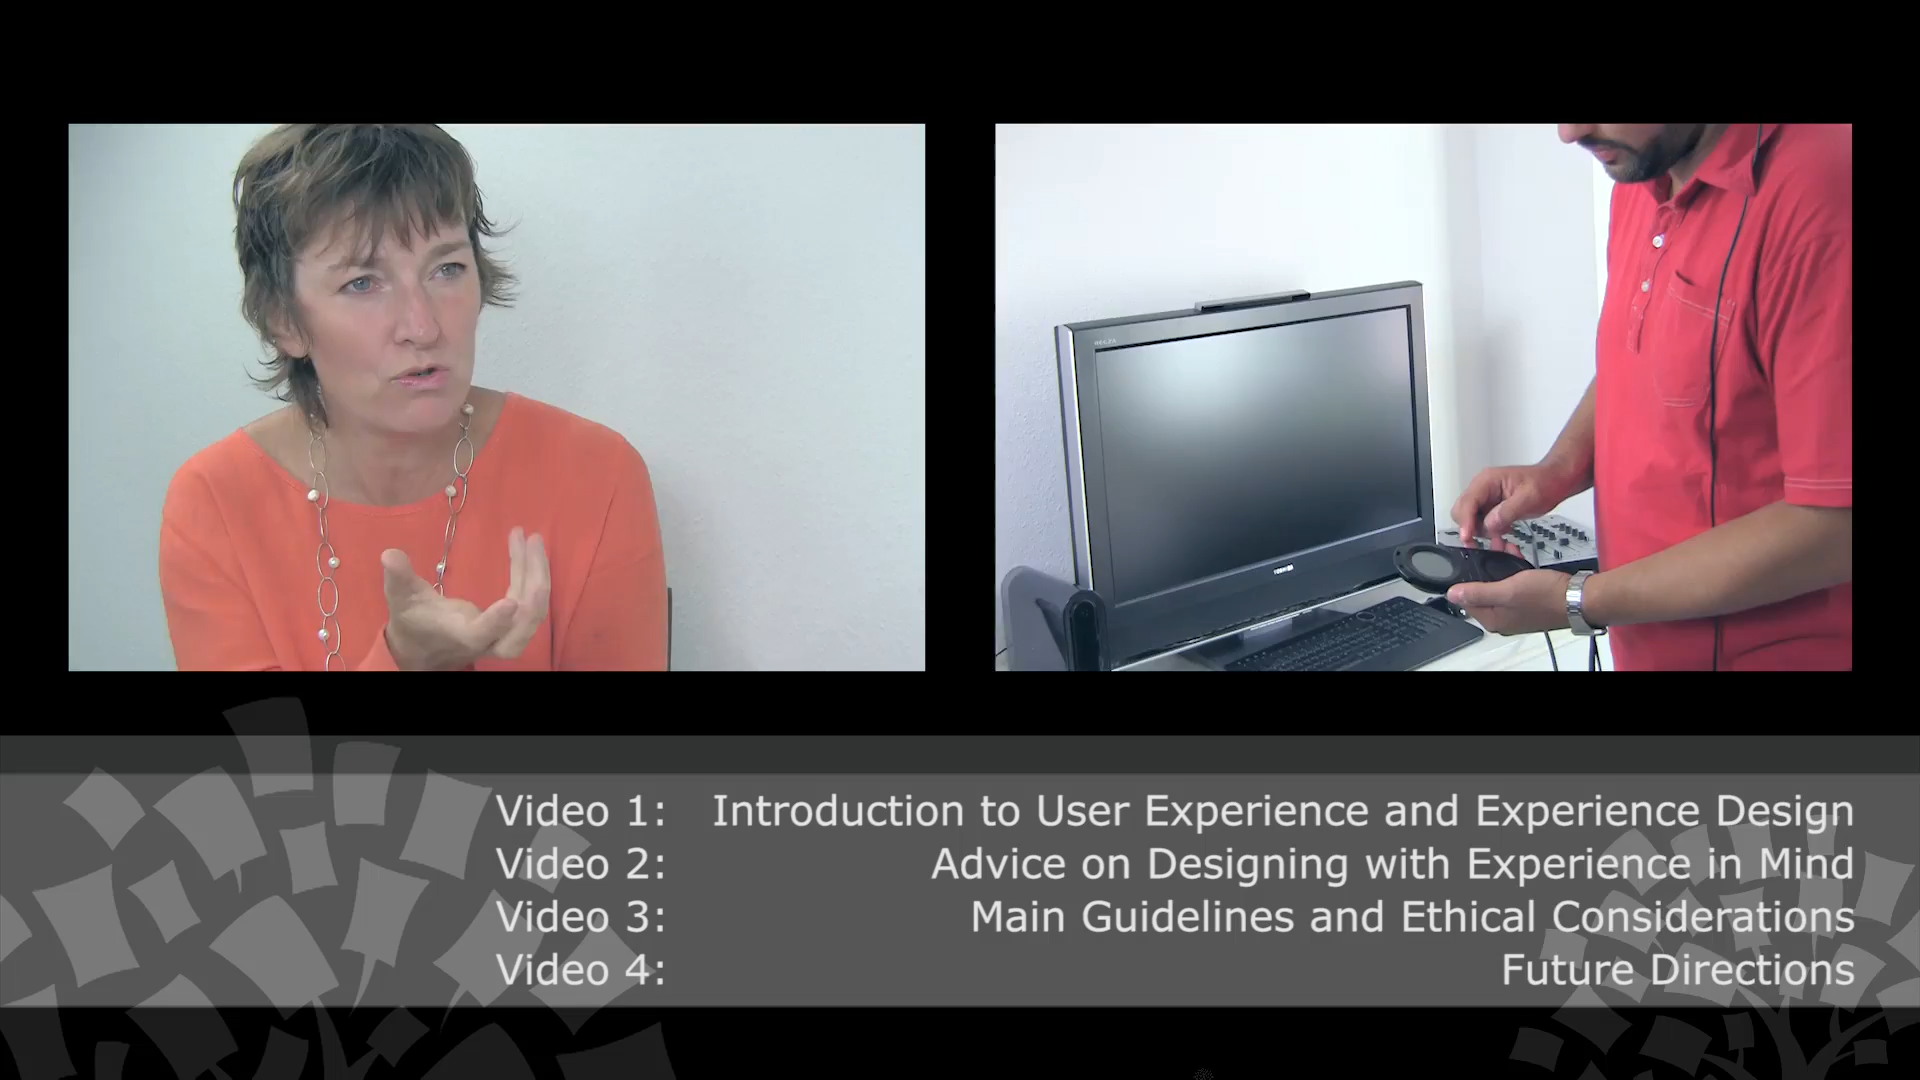 TOSHIBA
Video 1: Introduction to User Experience and Experience Design
Video 2: Advice on Designing with Experience in Mind
Video 3: Main Guidelines and Ethical Considerations
Video 4: Future Directions